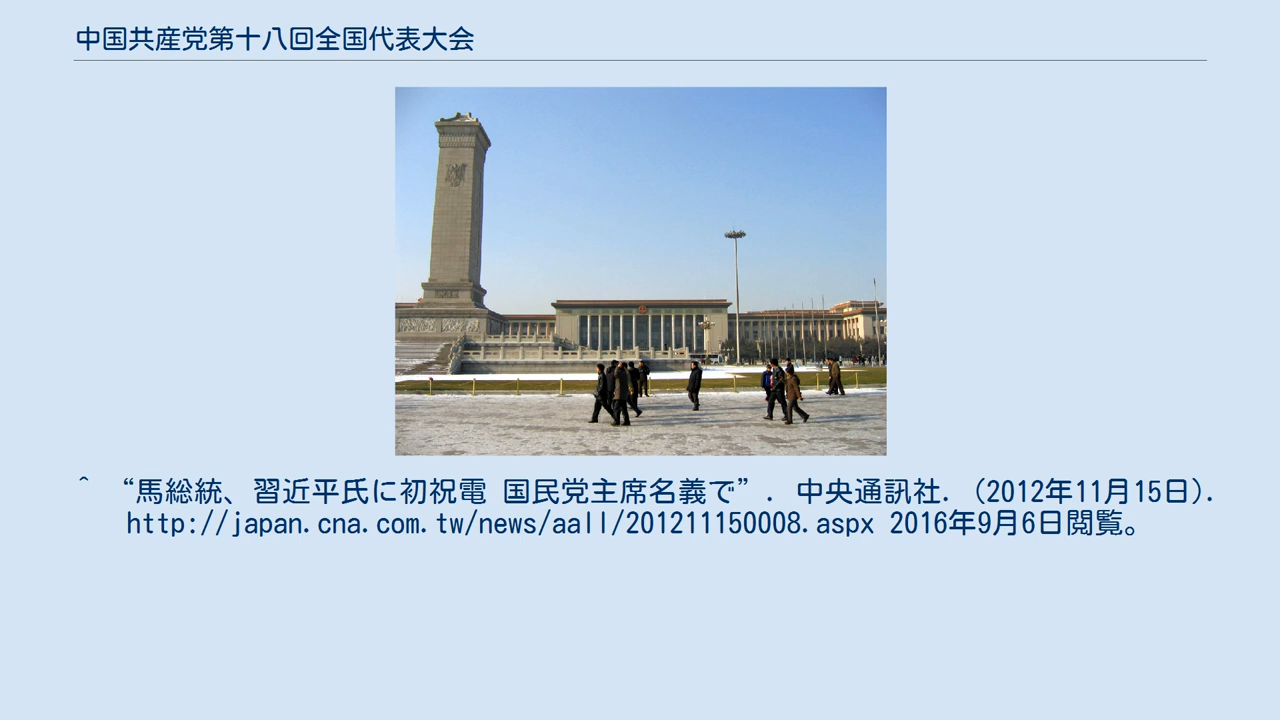 中国共産党第十八回全国代表大会
^ “馬総統、習近平氏に初祝電 国民党主席名義で”. 中央通訊社. (2012年11月15日).
http://japan.cna.com.tw/news/aall/201211150008.aspx 2016年9月6日閲覧。